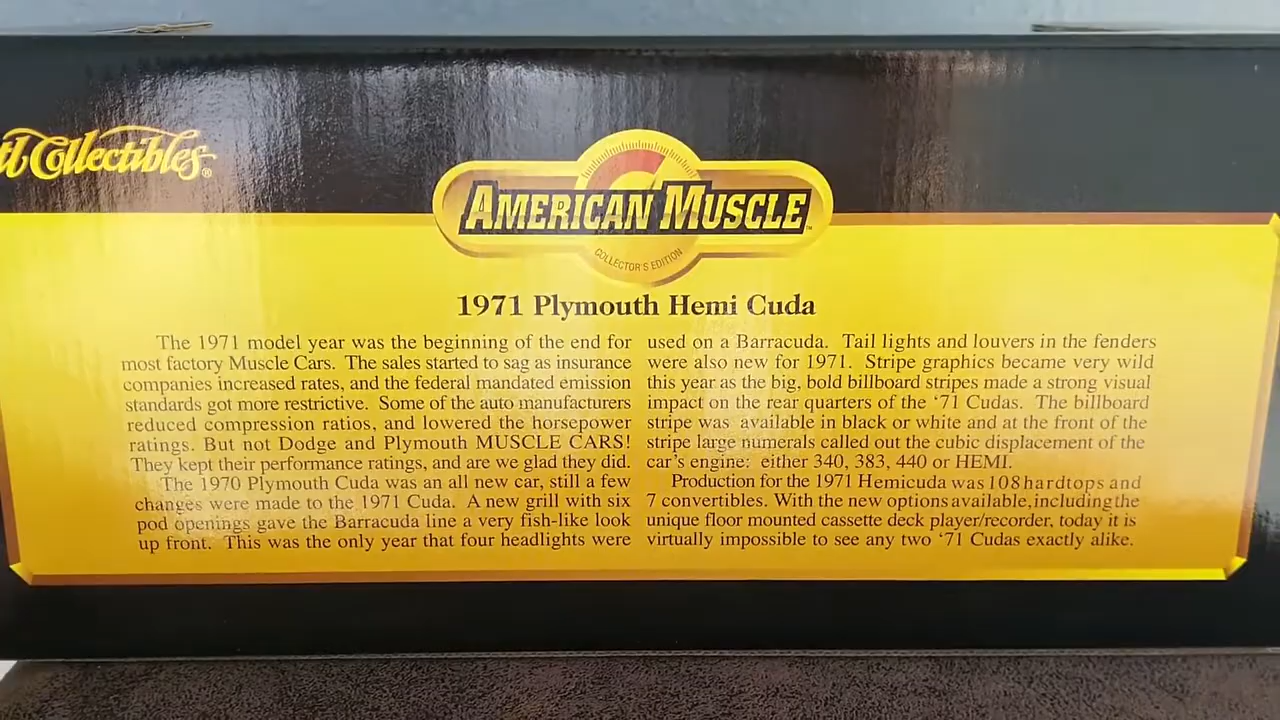 tl Collectibles®
AMERICAN MUSCLE™
COLLECTOR'S EDITION
1971 Plymouth Hemi Cuda
The 1971 model year was the beginning of the end for
most factory Muscle Cars. The sales started to sag as insurance
companies increased rates, and the federal mandated emission
standards got more restrictive. Some of the auto manufacturers
reduced compression ratios, and lowered the horsepower
ratings. But not Dodge and Plymouth MUSCLE CARS!
They kept their performance ratings, and are we glad they did.
The 1970 Plymouth Cuda was an all new car, still a few
changes were made to the 1971 Cuda. A new grill with six
pod openings gave the Barracuda line a very fish-like look
up front. This was the only year that four headlights were
used on a Barracuda. Tail lights and louvers in the fenders
were also new for 1971. Stripe graphics became very wild
this year as the big, bold billboard stripes made a strong visual
impact on the rear quarters of the ‘71 Cudas. The billboard
stripe was available in black or white and at the front of the
stripe large numerals called out the cubic displacement of the
car's engine: either 340, 383, 440 or HEMI.
Production for the 1971 Hemicuda was 108 hardtops and
7 convertibles. With the new options available, including the
unique floor mounted cassette deck player/recorder, today it is
virtually impossible to see any two ‘71 Cudas exactly alike.